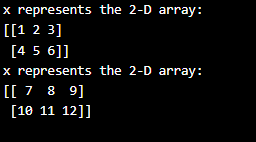 x represents the 2-D array:
[[1 2 3]
 [4 5 6]]
x represents the 2-D array:
[[ 7  8  9]
 [10 11 12]]